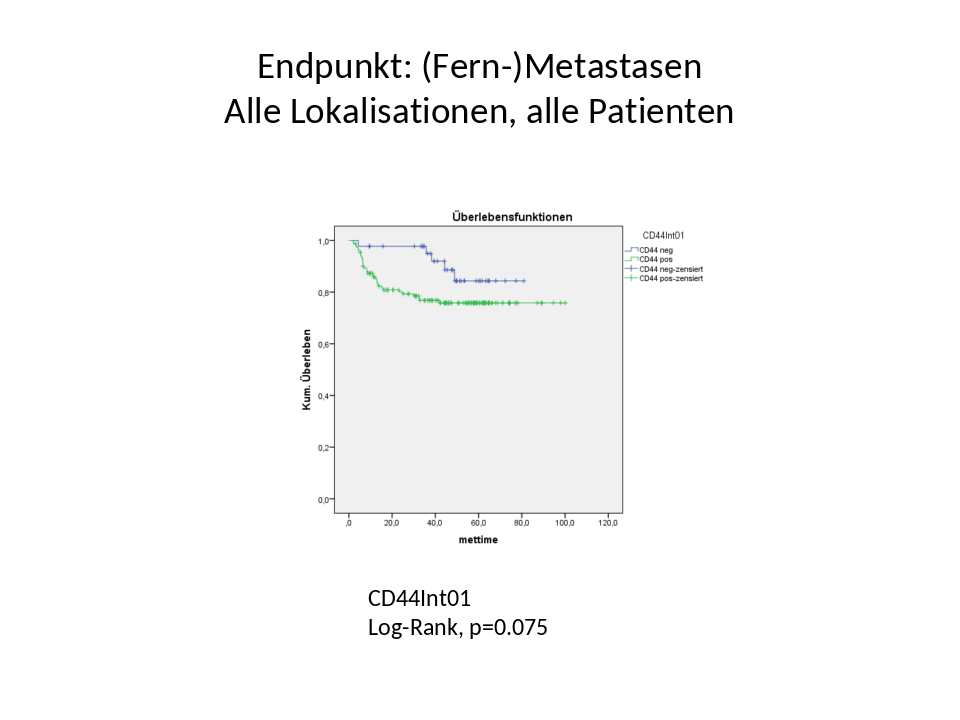 Endpunkt: (Fern-)Metastasen
Alle Lokalisationen, alle Patienten
Überlebensfunktionen
CD44Int01
CD44 neg
CD44 pos
CD44 neg-zensiert
CD44 pos-zensiert
Kum. Überleben
1,0
0,8
0,6
0,4
0,2
0,0
,0 20,0 40,0 60,0 80,0 100,0 120,0
mettime
CD44Int01
Log-Rank, p=0.075